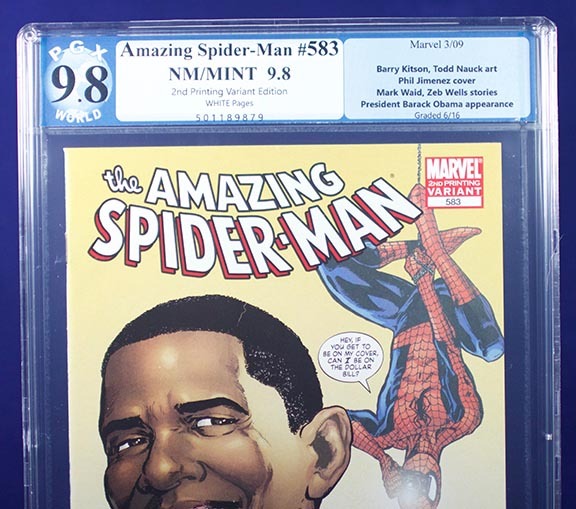 PGX
9.8
WORLD
Amazing Spider-Man #583
NM/MINT 9.8
2nd Printing Variant Edition
WHITE Pages
501189879
Marvel 3/09
Barry Kitson, Todd Nauck art
Phil Jimenez cover
Mark Waid, Zeb Wells stories
President Barack Obama appearance
Graded 6/16
the AMAZING
SPIDER-MAN
MARVEL
2ND PRINTING
VARIANT
583
HEY, IF
YOU GET TO
BE ON MY COVER,
CAN I BE ON
THE DOLLAR
BILL?